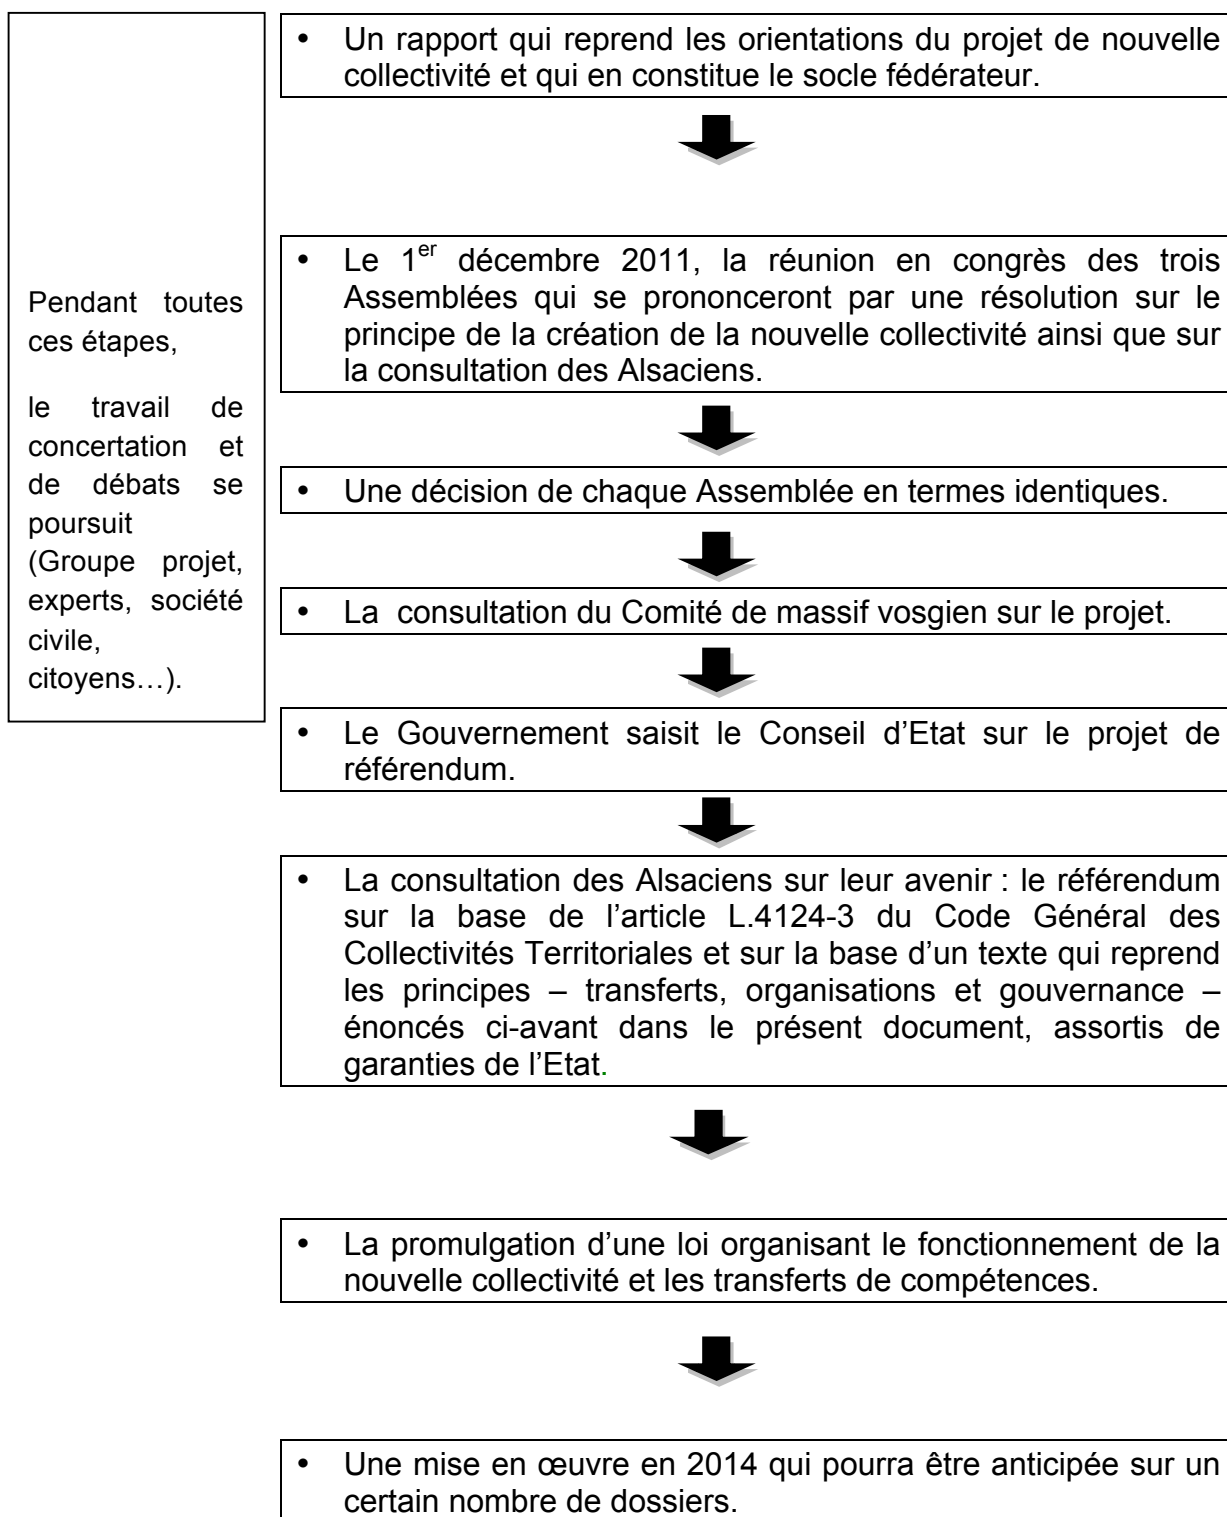 Pendant toutes
ces étapes,
le travail de
concertation et
de débats se
poursuit
(Groupe projet,
experts, société
civile,
citoyens…).
• Un rapport qui reprend les orientations du projet de nouvelle
collectivité et qui en constitue le socle fédérateur.
• Le 1er décembre 2011, la réunion en congrès des trois
Assemblées qui se prononceront par une résolution sur le
principe de la création de la nouvelle collectivité ainsi que sur
la consultation des Alsaciens.
• Une décision de chaque Assemblée en termes identiques.
• La consultation du Comité de massif vosgien sur le projet.
• Le Gouvernement saisit le Conseil d’Etat sur le projet de
référendum.
• La consultation des Alsaciens sur leur avenir : le référendum
sur la base de l’article L.4124-3 du Code Général des
Collectivités Territoriales et sur la base d’un texte qui reprend
les principes – transferts, organisations et gouvernance –
énoncés ci-avant dans le présent document, assortis de
garanties de l’Etat.
• La promulgation d’une loi organisant le fonctionnement de la
nouvelle collectivité et les transferts de compétences.
• Une mise en œuvre en 2014 qui pourra être anticipée sur un
certain nombre de dossiers.